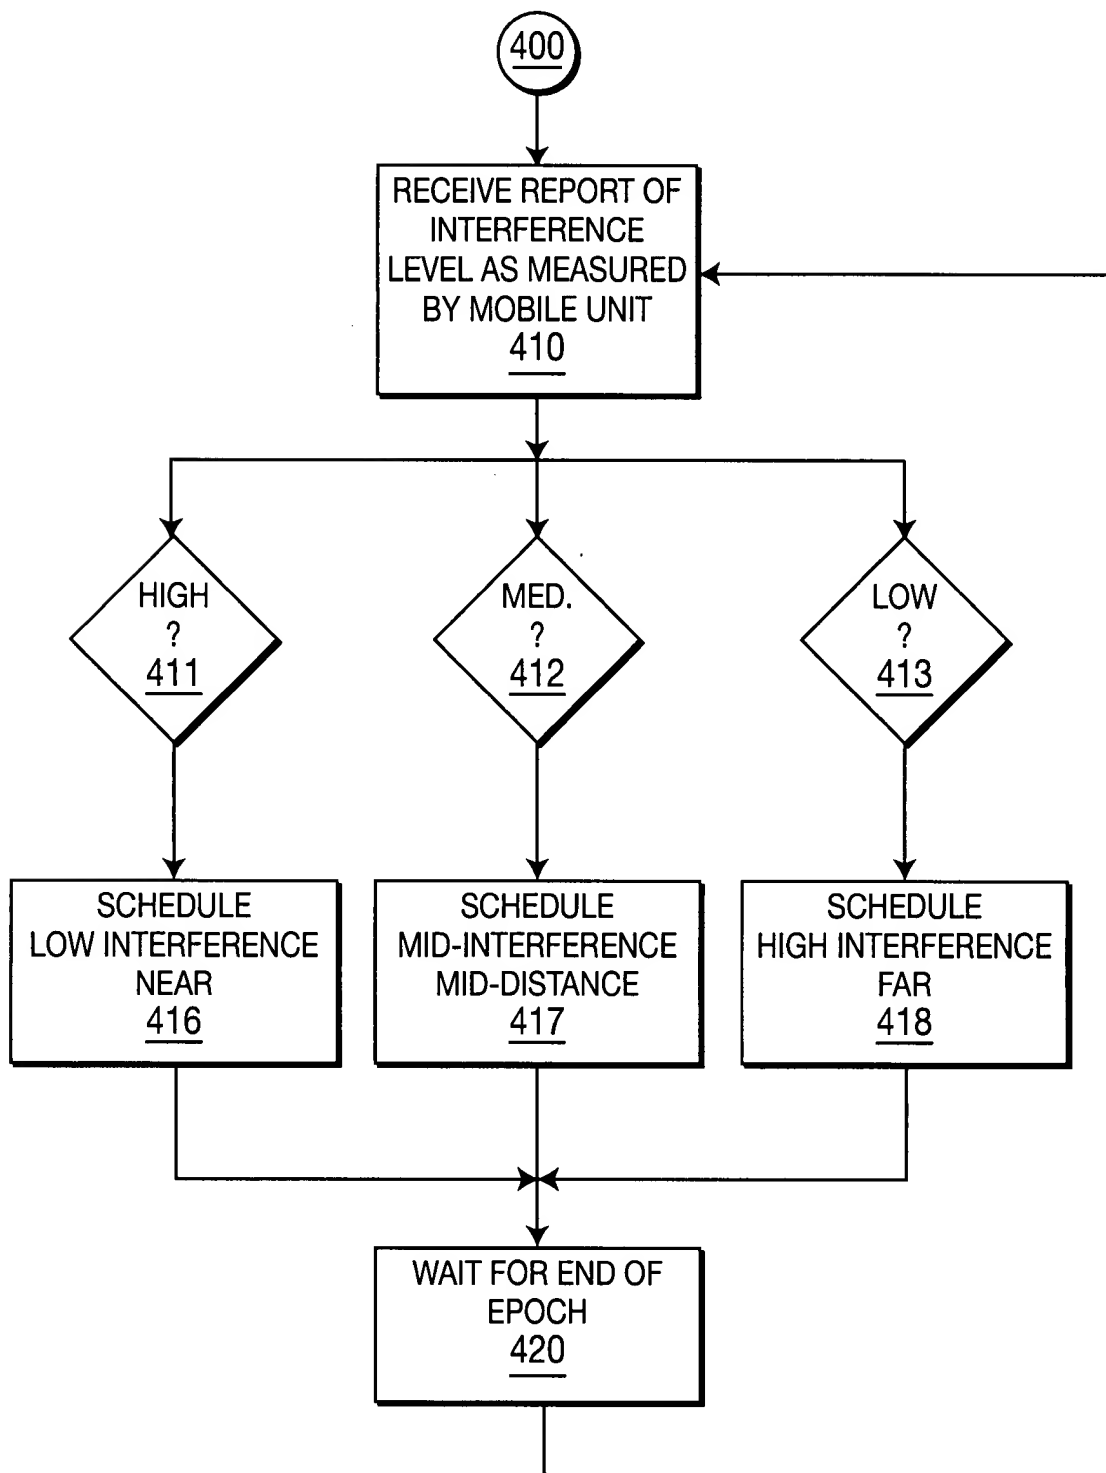 400
RECEIVE REPORT OF
INTERFERENCE
LEVEL AS MEASURED
BY MOBILE UNIT
410
HIGH
?
411
MED.
?
412
LOW
?
413
SCHEDULE
LOW INTERFERENCE
NEAR
416
SCHEDULE
MID-INTERFERENCE
MID-DISTANCE
417
SCHEDULE
HIGH INTERFERENCE
FAR
418
WAIT FOR END OF
EPOCH
420